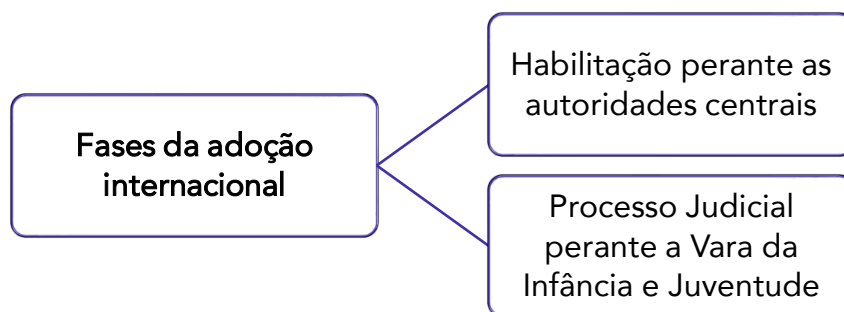 Fases da adoção
internacional
Habilitação perante as
autoridades centrais
Processo Judicial
perante a Vara da
Infância e Juventude